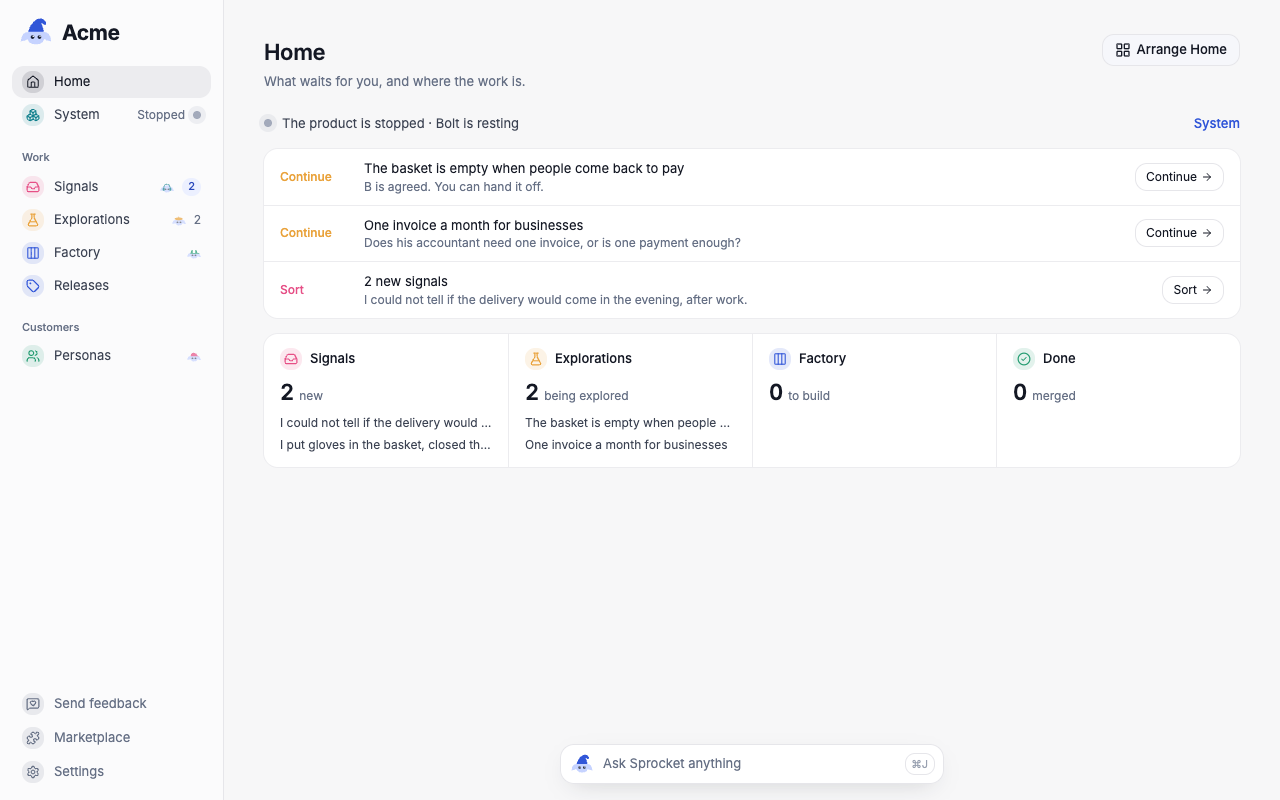 Acme
Home
System
Stopped
Work
Signals
2
Explorations
2
Factory
Releases
Customers
Personas
Send feedback
Marketplace
Settings
Home
What waits for you, and where the work is.
Arrange Home
The product is stopped · Bolt is resting
System
Continue
The basket is empty when people come back to pay
B is agreed. You can hand it off.
Continue →
Continue
One invoice a month for businesses
Does his accountant need one invoice, or is one payment enough?
Continue →
Sort
2 new signals
I could not tell if the delivery would come in the evening, after work.
Sort →
Signals
2 new
I could not tell if the delivery would ...
I put gloves in the basket, closed th...
Explorations
2 being explored
The basket is empty when people ...
One invoice a month for businesses
Factory
0 to build
Done
0 merged
Ask Sprocket anything
⌘J